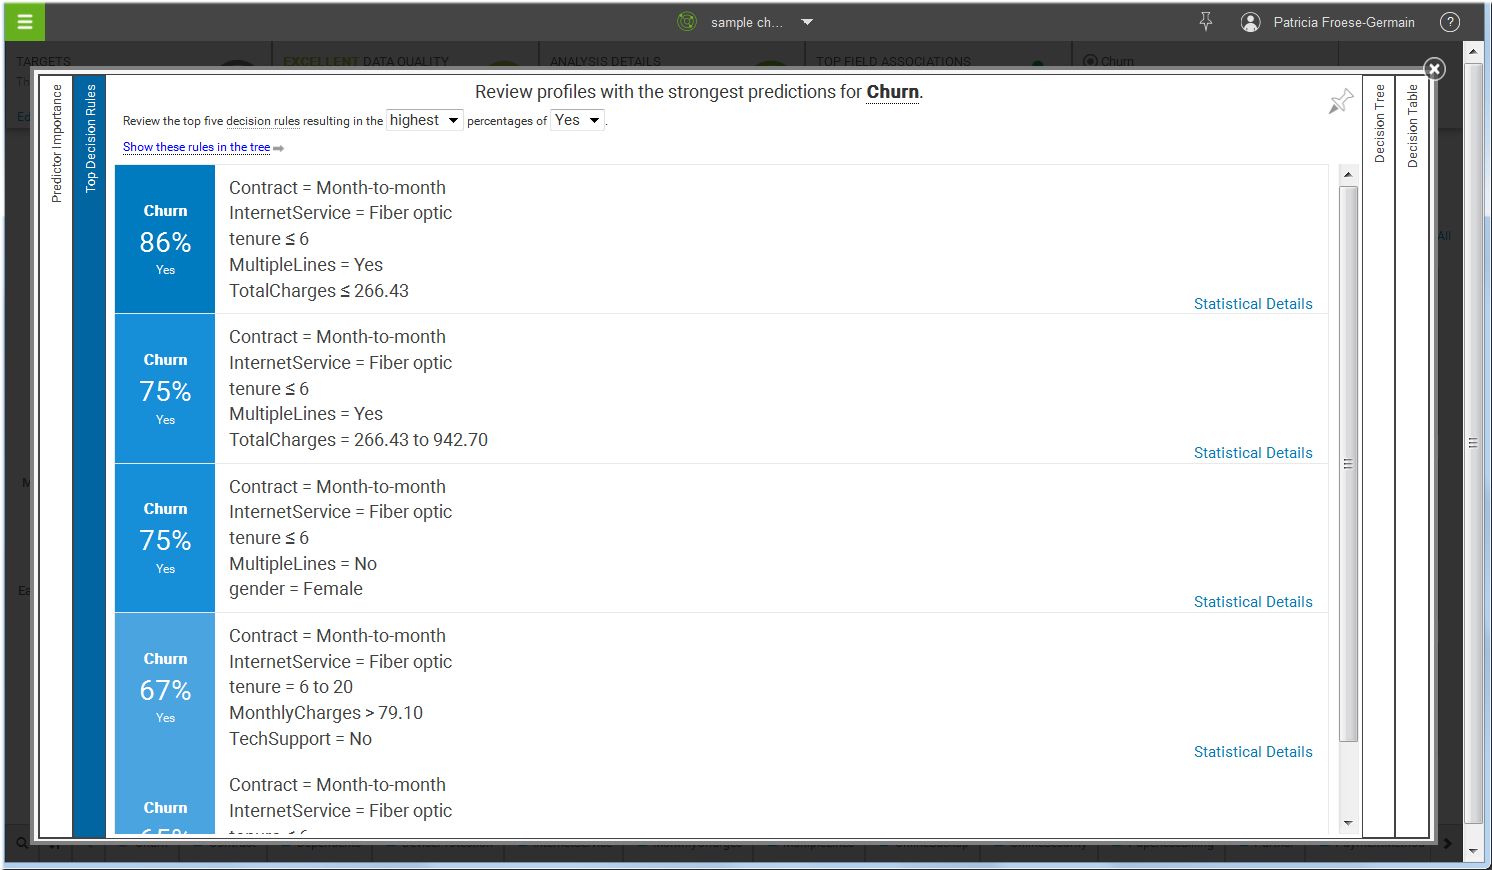 sample ch...
Patricia Froese-Germain
?
TARGETS
EXCELLENT DATA QUALITY
ANALYSIS DETAILS
TOP FIELD ASSOCIATIONS
Churn
Predictor Importance
Top Decision Rules
Review profiles with the strongest predictions for Churn.
Review the top five decision rules resulting in the highest percentages of Yes.
Show these rules in the tree
Churn
86%
Yes
Contract = Month-to-month
InternetService = Fiber optic
tenure ≤ 6
MultipleLines = Yes
TotalCharges ≤ 266.43
Statistical Details
Churn
75%
Yes
Contract = Month-to-month
InternetService = Fiber optic
tenure ≤ 6
MultipleLines = Yes
TotalCharges = 266.43 to 942.70
Statistical Details
Churn
75%
Yes
Contract = Month-to-month
InternetService = Fiber optic
tenure ≤ 6
MultipleLines = No
gender = Female
Statistical Details
Churn
67%
Yes
Contract = Month-to-month
InternetService = Fiber optic
tenure = 6 to 20
MonthlyCharges > 79.10
TechSupport = No
Statistical Details
Churn
Contract = Month-to-month
InternetService = Fiber optic
Decision Tree
Decision Table
All